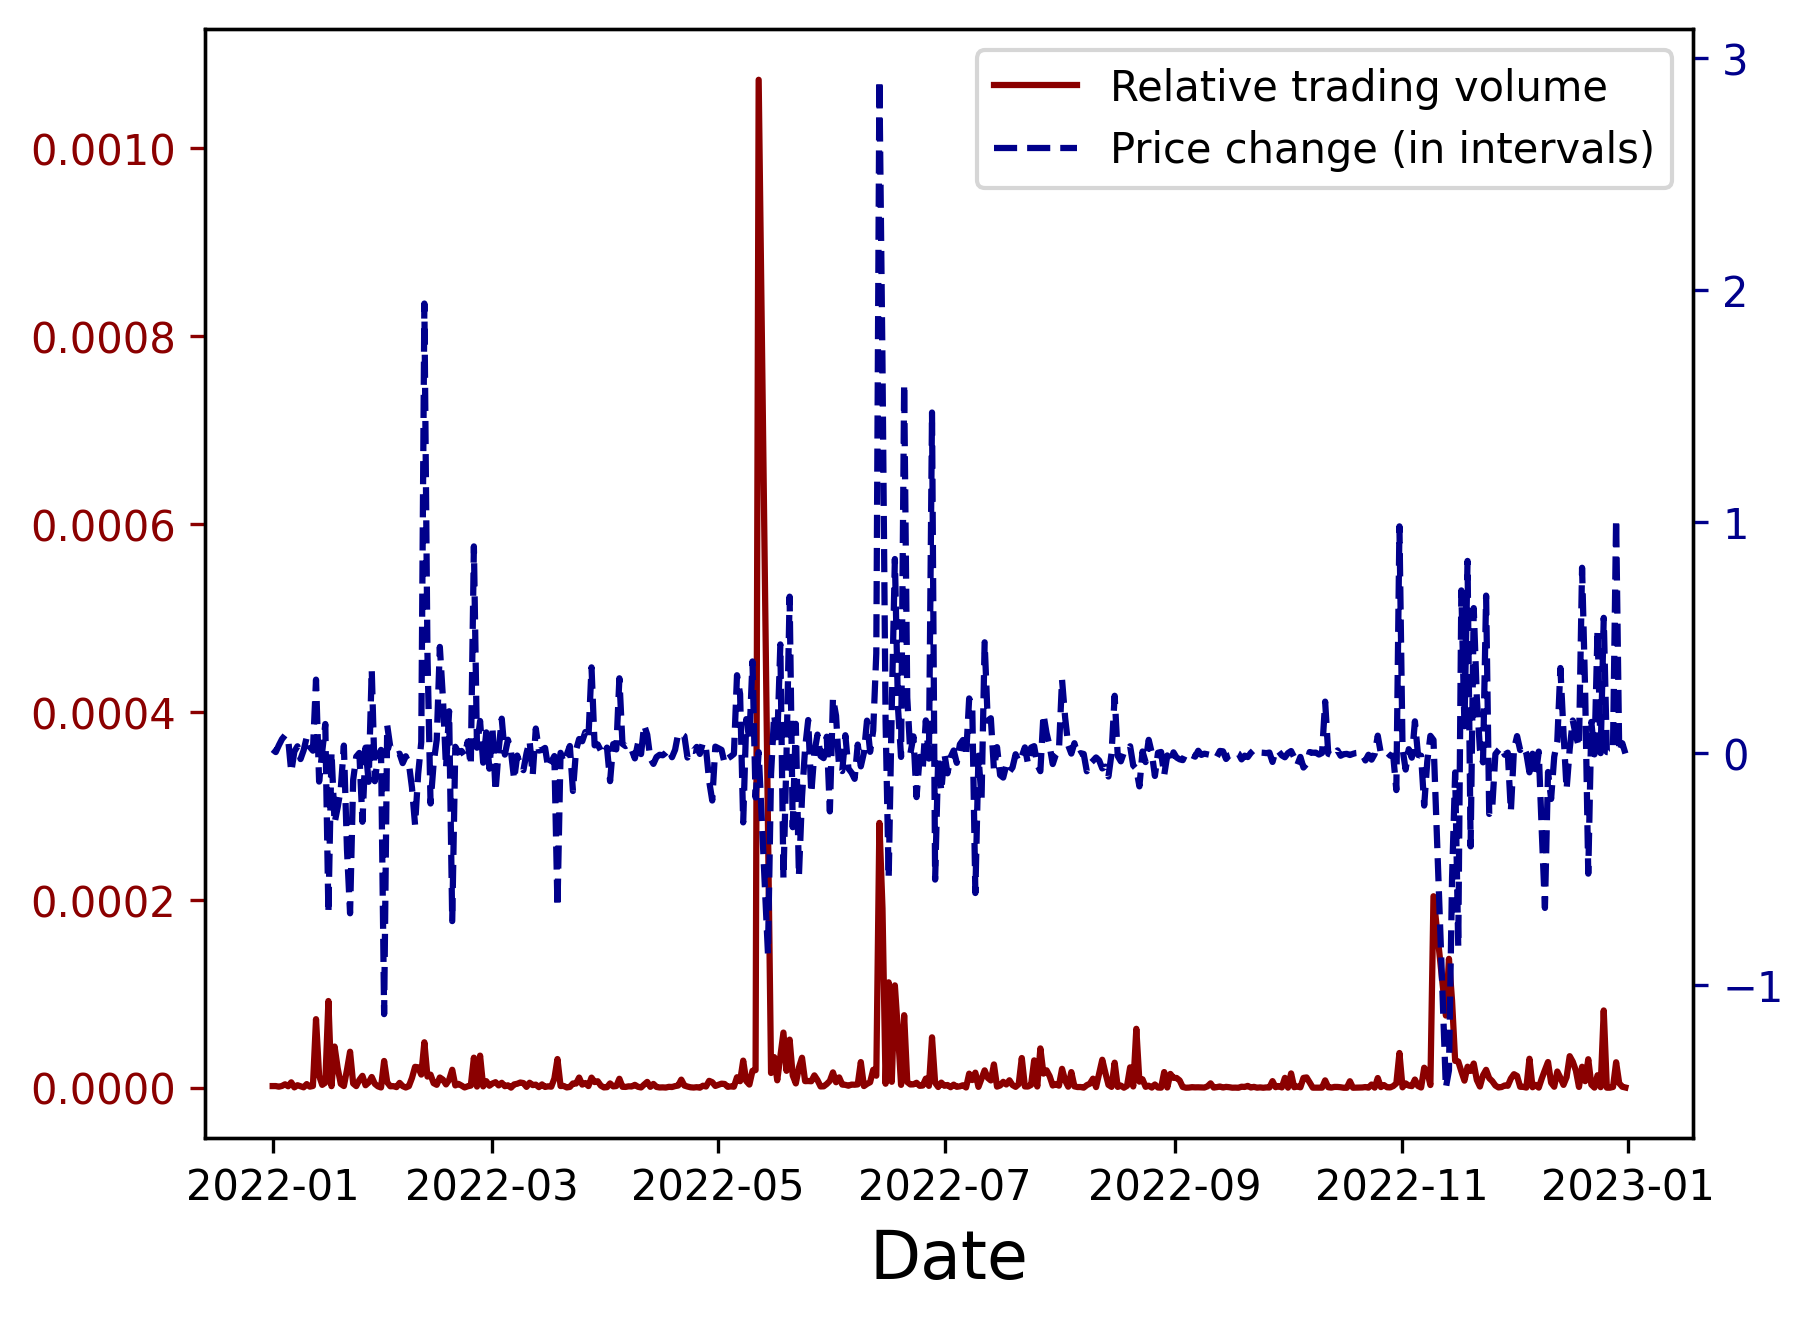 Relative trading volume
Price change (in intervals)
0.0010
0.0008
0.0006
0.0004
0.0002
0.0000
3
2
1
0
−1
2022-01 2022-03 2022-05 2022-07 2022-09 2022-11 2023-01
Date